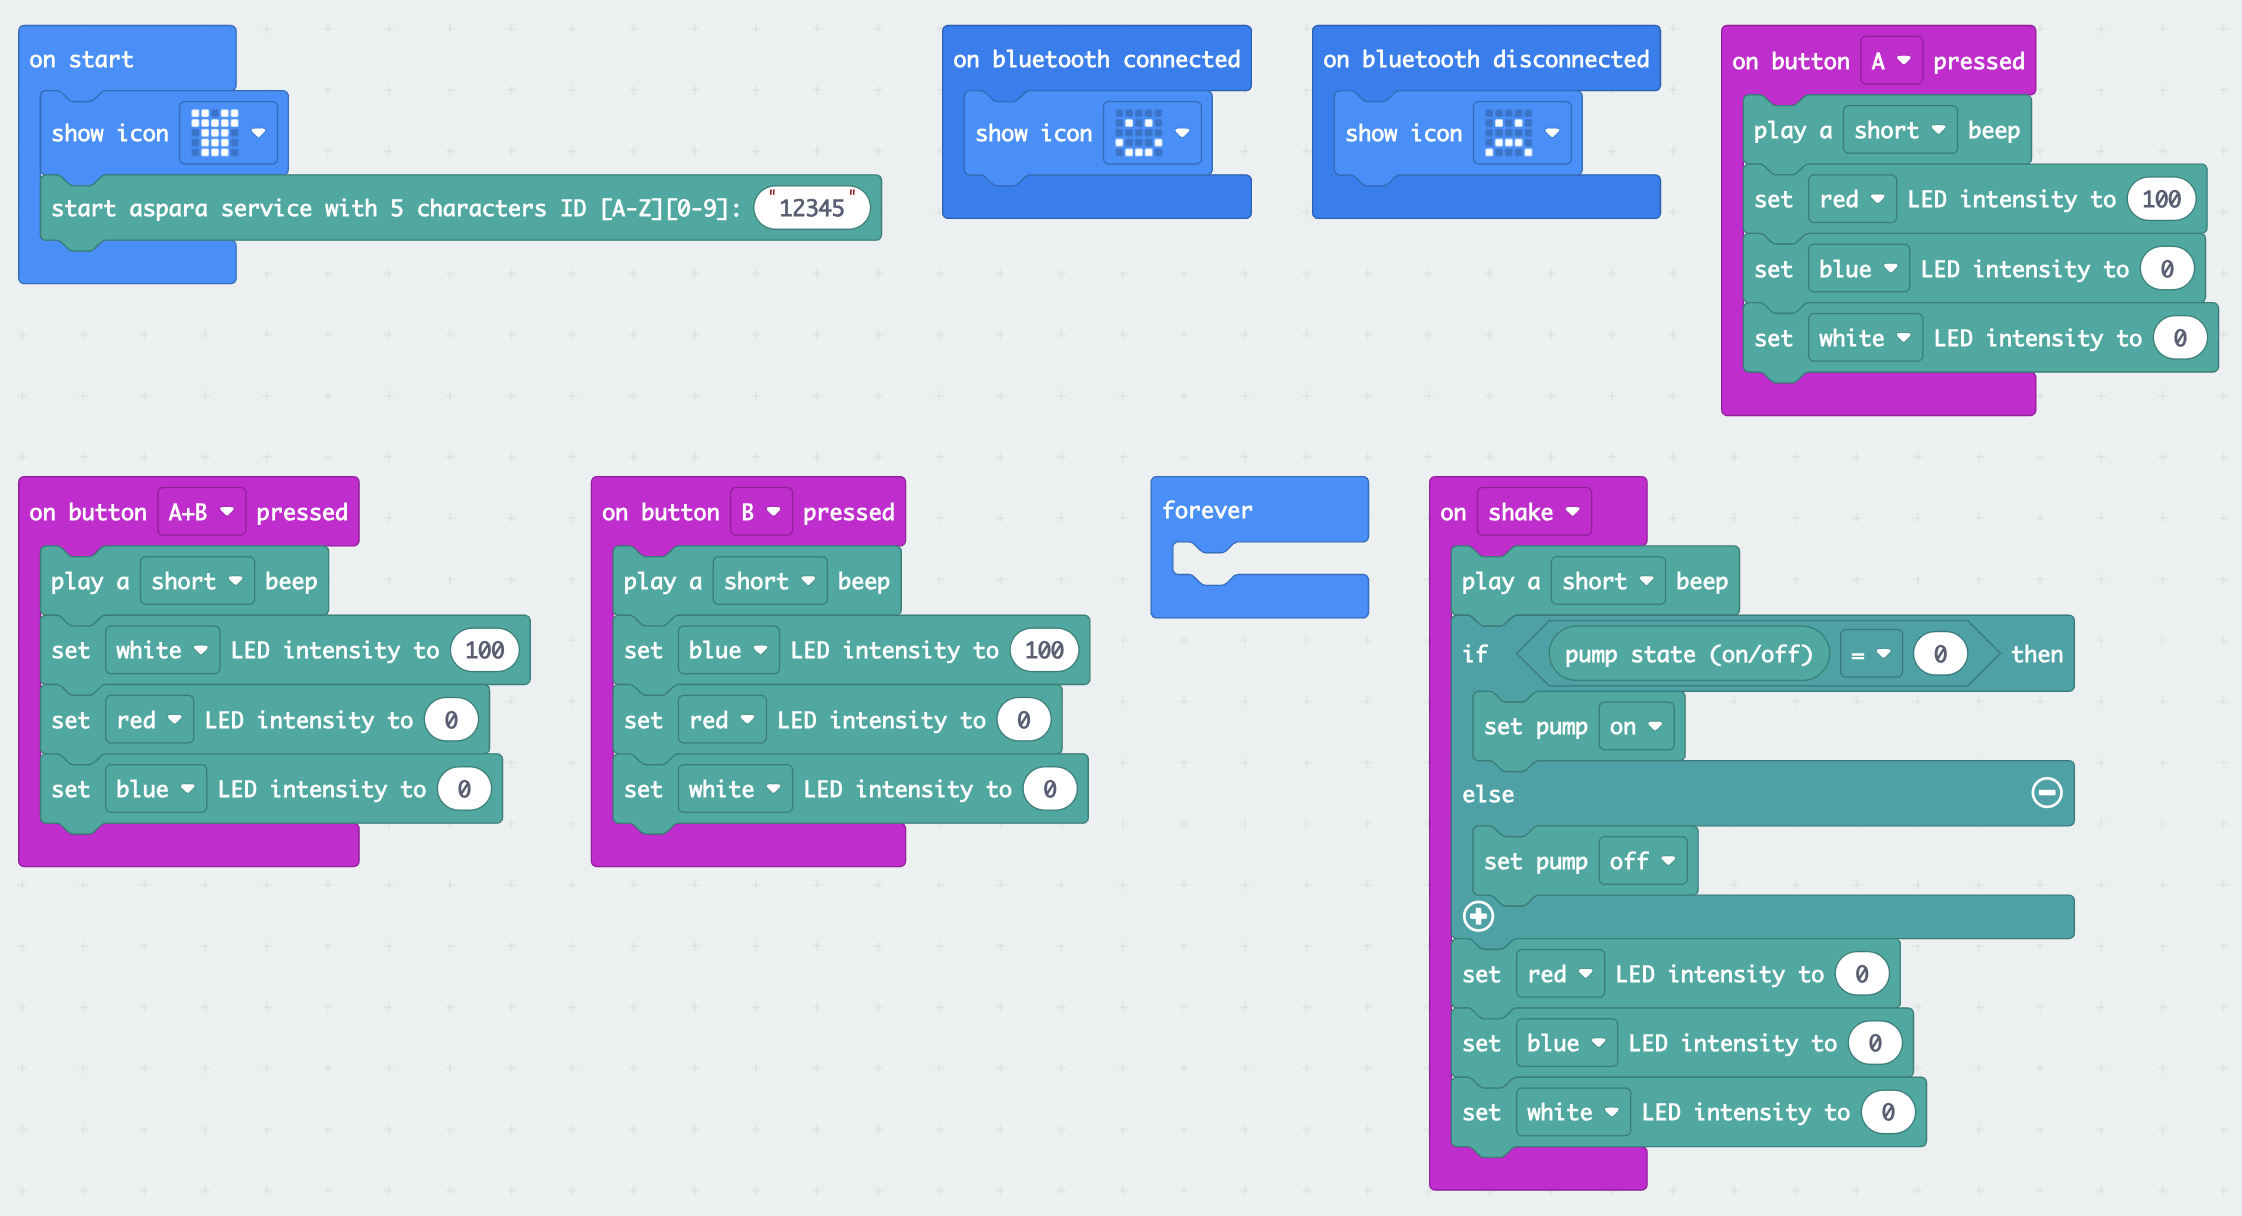 on start
show icon
start aspara service with 5 characters ID [A-Z][0-9]: "12345"
on bluetooth connected
show icon
on bluetooth disconnected
show icon
on button A pressed
play a short beep
set red LED intensity to 100
set blue LED intensity to 0
set white LED intensity to 0
on button A+B pressed
play a short beep
set white LED intensity to 100
set red LED intensity to 0
set blue LED intensity to 0
on button B pressed
play a short beep
set blue LED intensity to 100
set red LED intensity to 0
set white LED intensity to 0
forever
on shake
play a short beep
if pump state (on/off) = 0 then
set pump on
else
set pump off
set red LED intensity to 0
set blue LED intensity to 0
set white LED intensity to 0